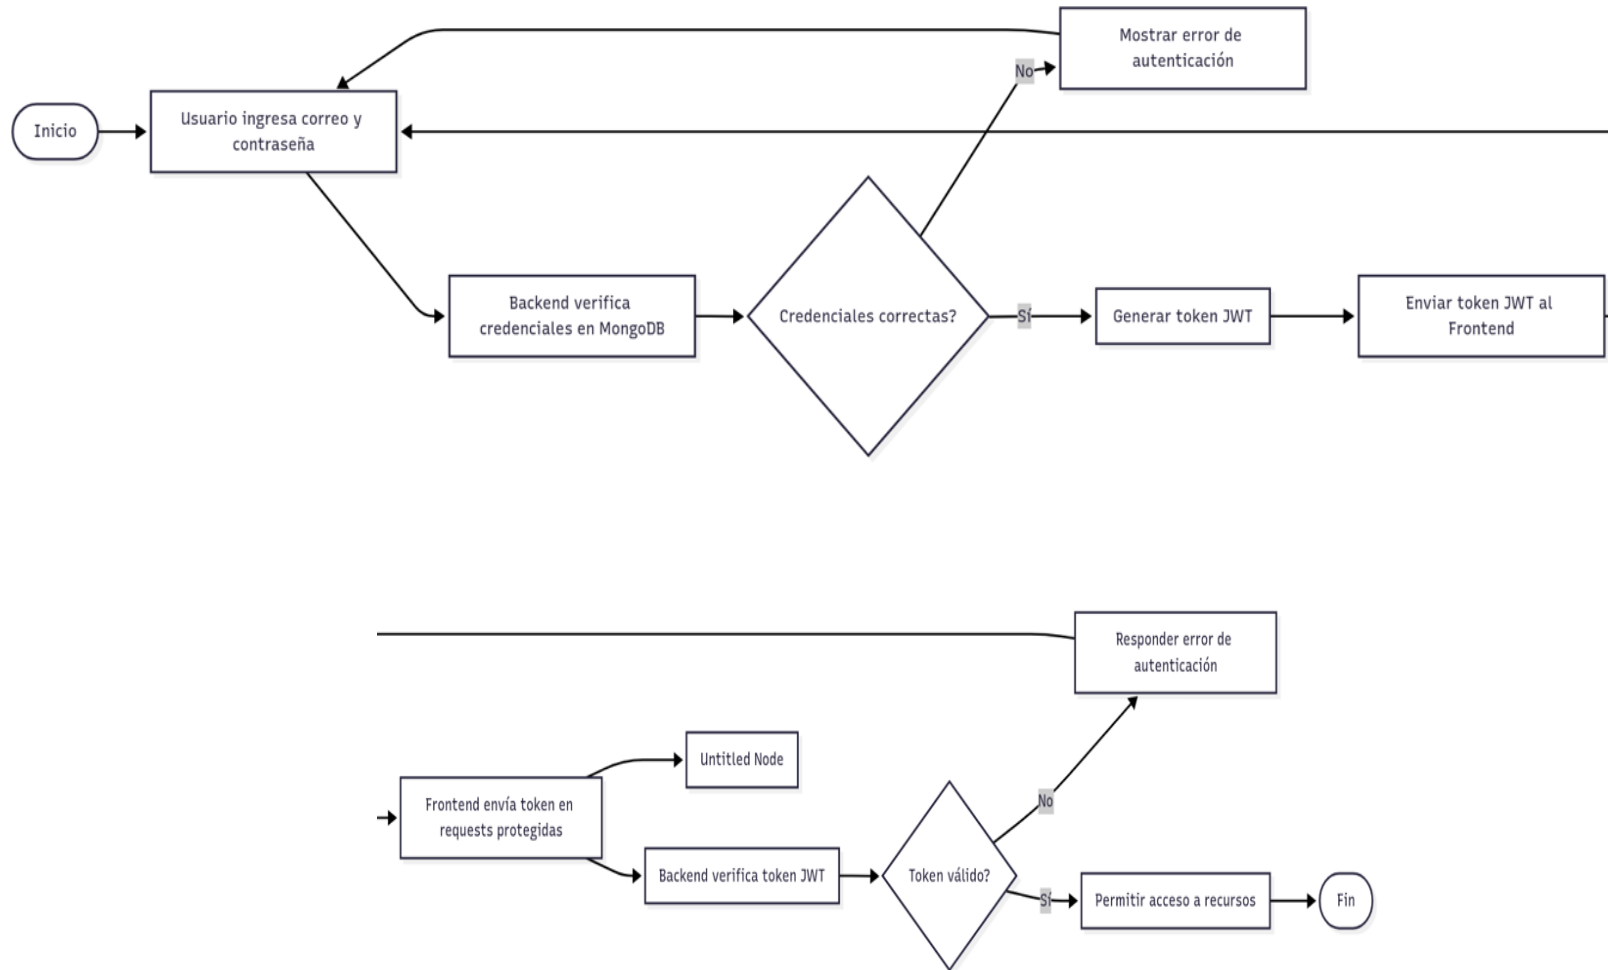 Mostrar error de
autenticación
No
Inicio
Usuario ingresa correo y
contraseña
Backend verifica
credenciales en MongoDB
Credenciales correctas?
Sí
Generar token JWT
Enviar token JWT al
Frontend
Responder error de
autenticación
Untitled Node
Frontend envía token en
requests protegidas
No
Backend verifica token JWT
Token válido?
Sí
Permitir acceso a recursos
Fin